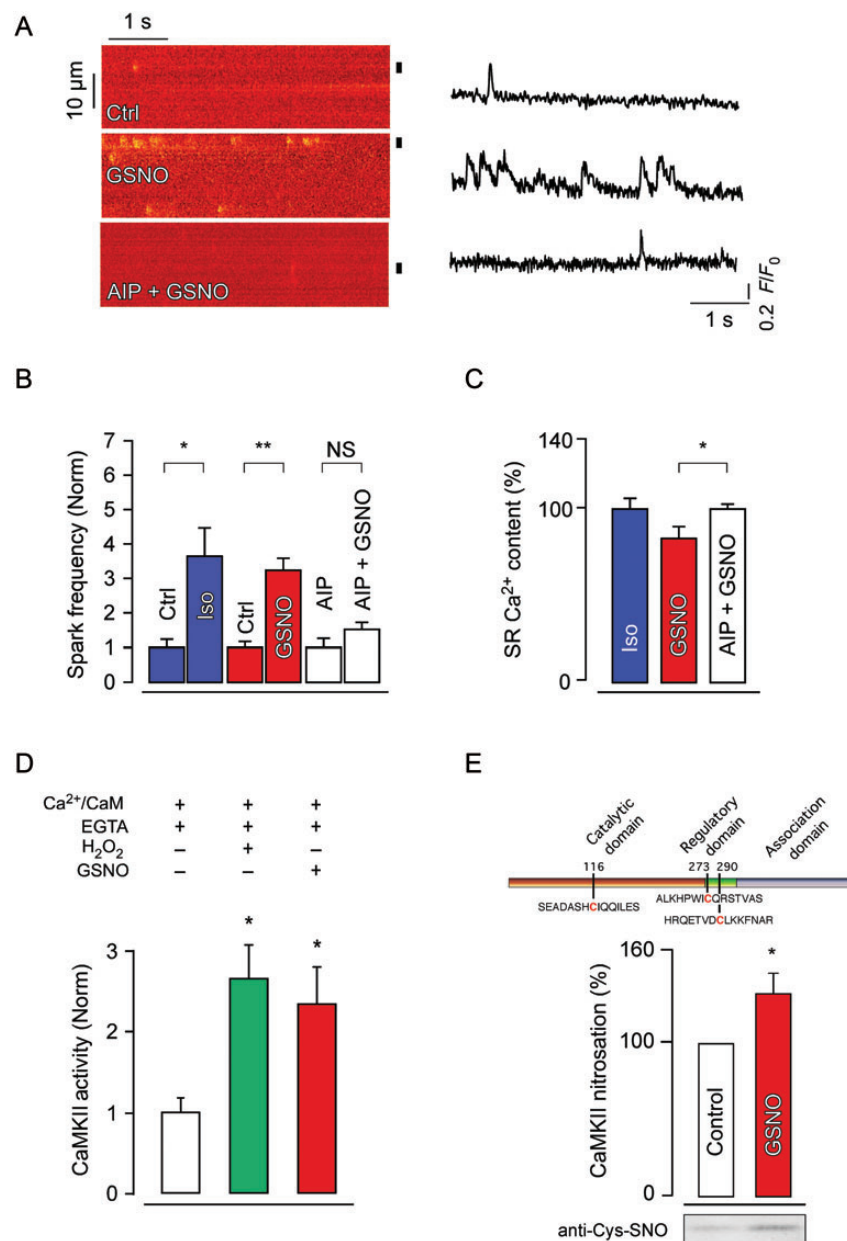 A
1 s
10 µm
Ctrl
GSNO
AIP + GSNO
1 s
0.2 F/F0
B
Spark frequency (Norm)
7
6
5
4
3
2
1
0
*
**
NS
Ctrl
Iso
Ctrl
GSNO
AIP
AIP + GSNO
C
SR Ca2+ content (%)
140
100
0
*
Iso
GSNO
AIP + GSNO
D
Ca2+/CaM + + +
EGTA + + +
H2O2 – + –
GSNO – – +
CaMKII activity (Norm)
3
2
1
0
*
*
E
Catalytic domain
Regulatory domain
Association domain
116
273 290
SEADASHCIQQILES
ALKHPWICQRSTVAS
HRQETVDCLKKFNAR
CaMKII nitrosation (%)
160
100
0
*
Control
GSNO
anti-Cys-SNO